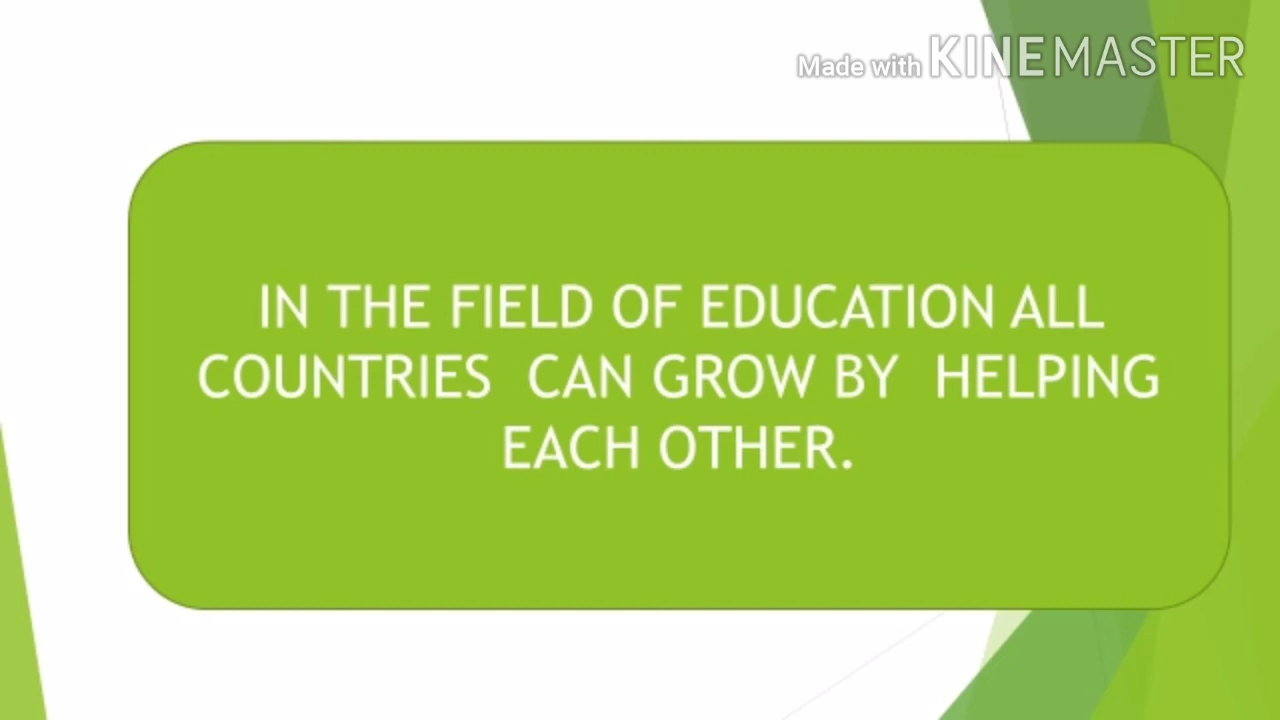 Made with KINEMASTER
IN THE FIELD OF EDUCATION ALL
COUNTRIES CAN GROW BY HELPING
EACH OTHER.